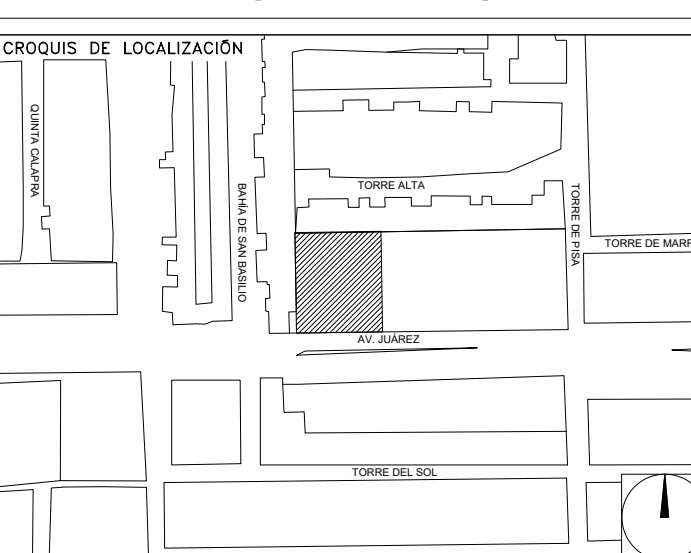 CROQUIS DE LOCALIZACIÓN
QUINTA CALAPRA
BAHÍA DE SAN BASILIO
TORRE ALTA
TORRE DE PISA
TORRE DE MARF
AV. JUÁREZ
TORRE DEL SOL